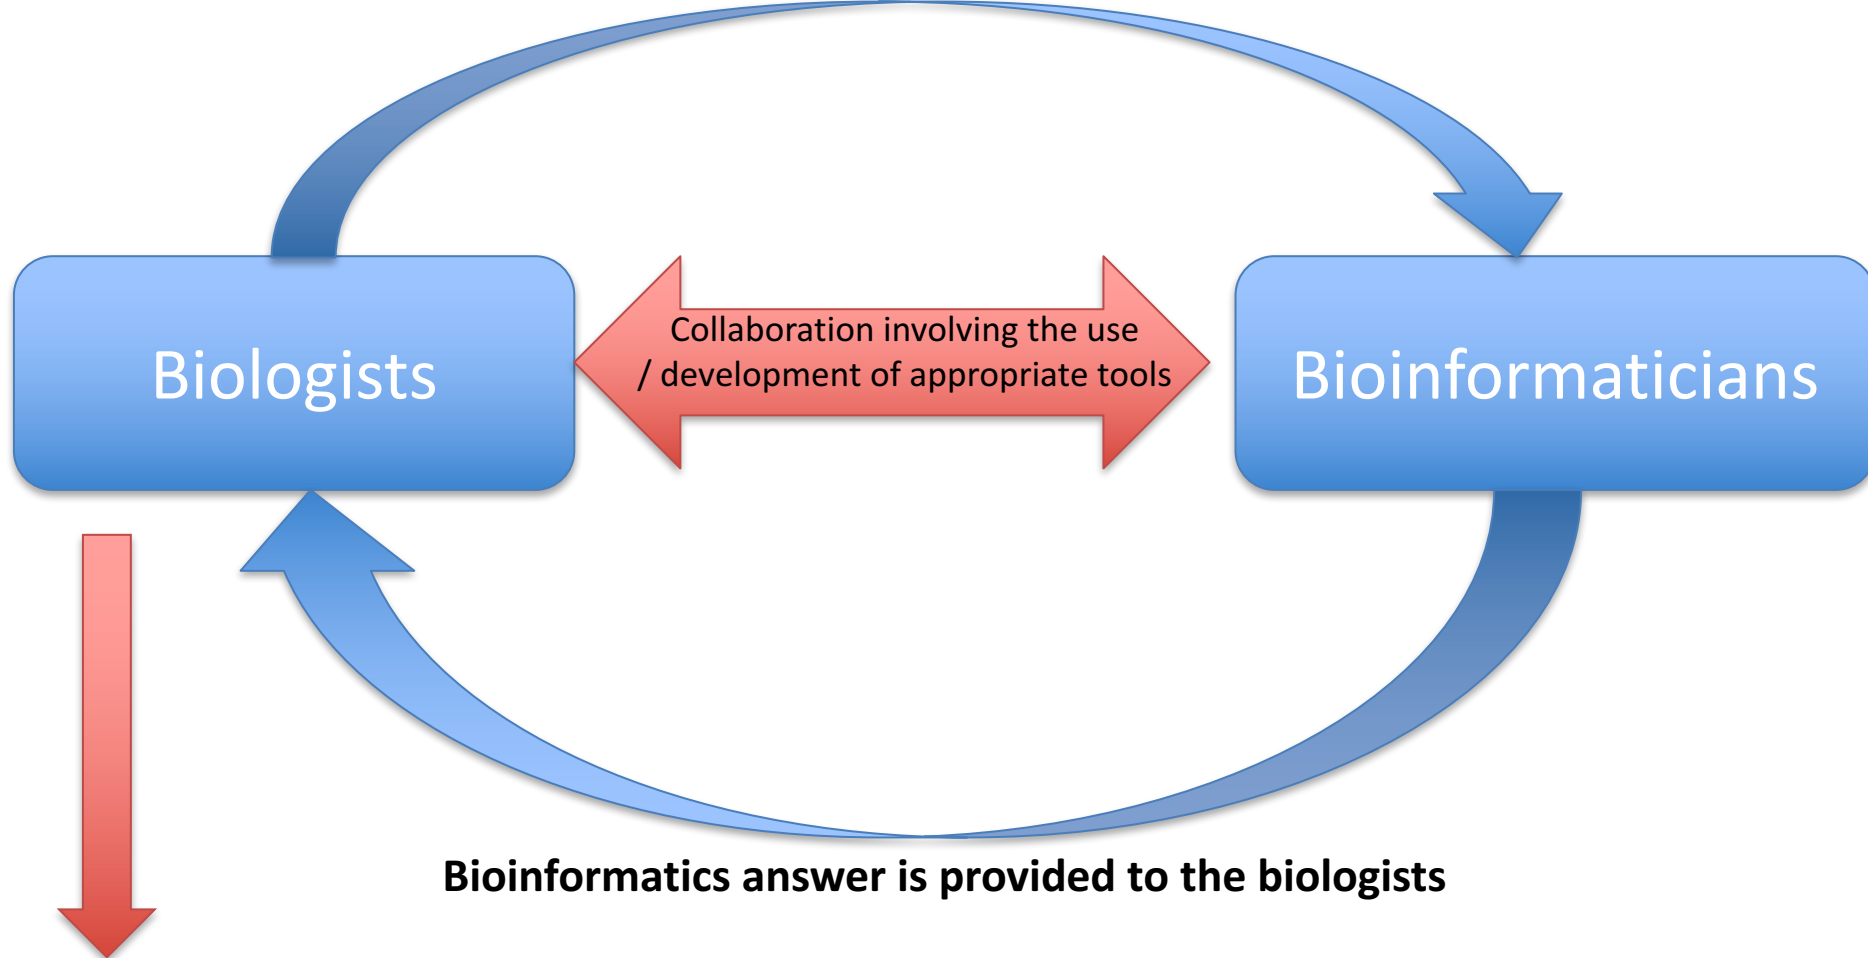 Biologists
Collaboration involving the use
/ development of appropriate tools
Bioinformaticians
Bioinformatics answer is provided to the biologists